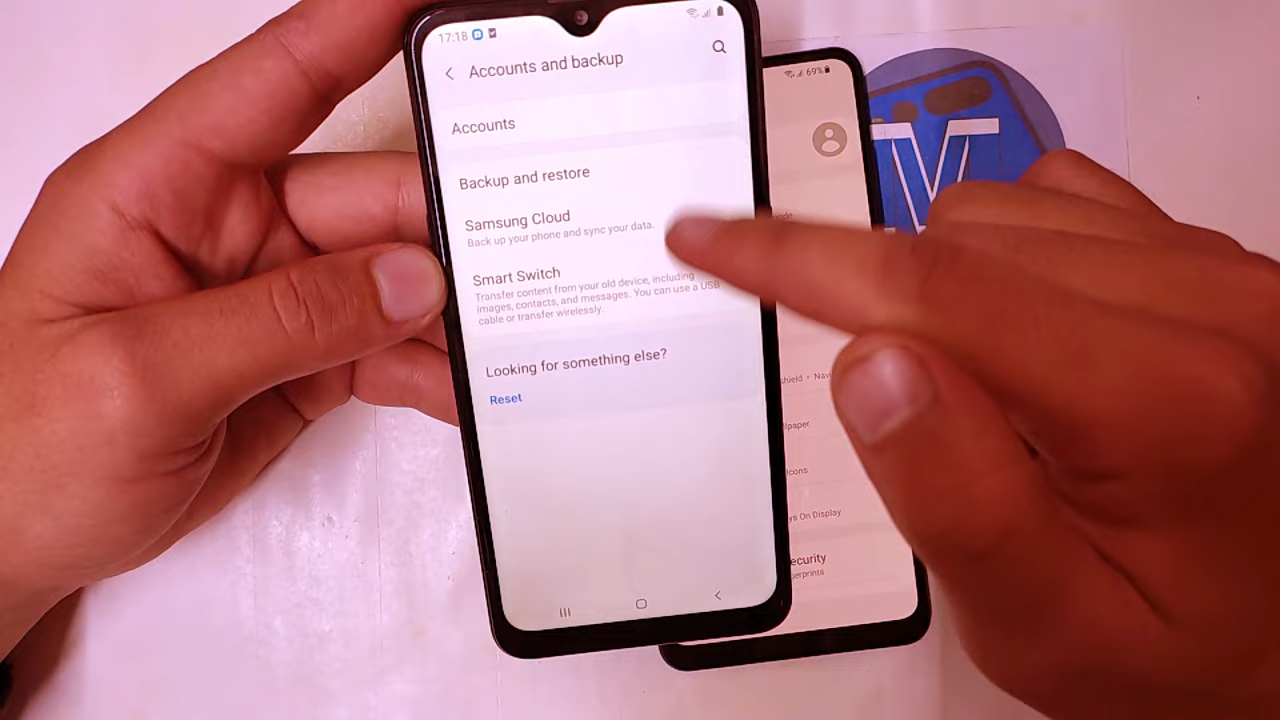 17:18
Accounts and backup
Accounts
Backup and restore
Samsung Cloud
Back up your phone and sync your data.
Smart Switch
Transfer content from your old device, including
images, contacts, and messages. You can use a USB
cable or transfer wirelessly.
Looking for something else?
Reset
69%
Display